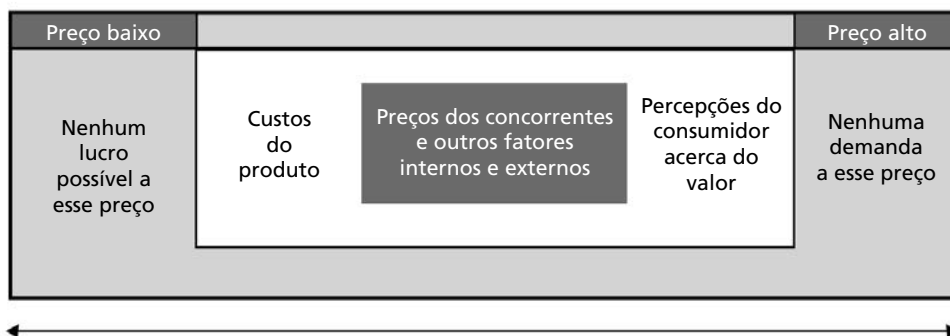 Preço baixo
Preço alto
Nenhum
lucro
possível a
esse preço
Custos
do
produto
Preços dos concorrentes
e outros fatores
internos e externos
Percepções do
consumidor
acerca do
valor
Nenhuma
demanda
a esse preço